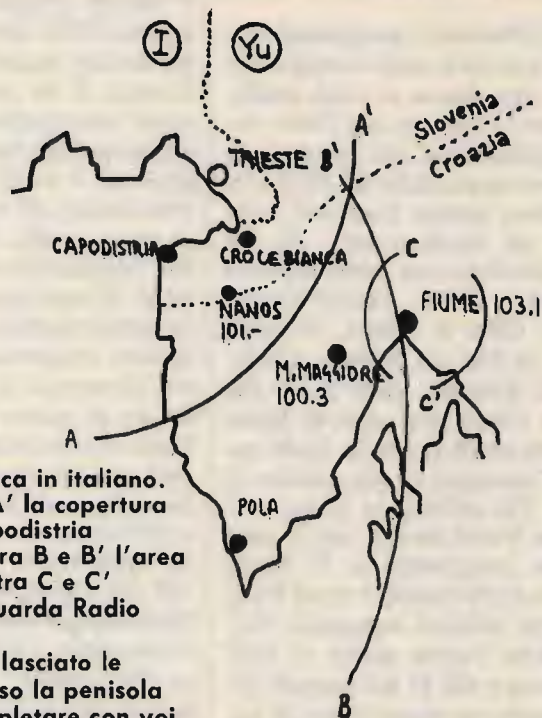 I
Yu
A'
Slovenia
Croazia
TRIESTE
B'
CAPODISTRIA
CROCE BIANCA
C
NANOS
101.-
FIUME 103.1
M. MAGGIORE
100.3
C'
A
POLA
B
ca in italiano.
A' la copertura
podistria
ra B e B' l'area
tra C e C'
uarda Radio
lasciato le
so la penisola
pletare con voi